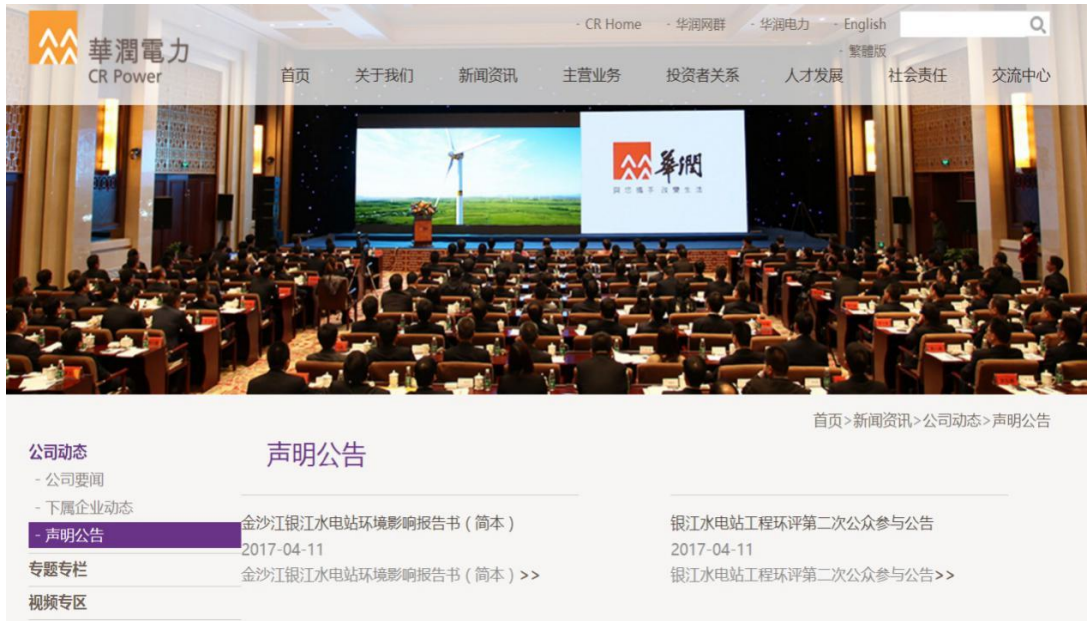 - CR Home - 华润网群 - 华润电力 - English
- 繁體版
華潤電力
CR Power
首页 关于我们 新闻资讯 主营业务 投资者关系 人才发展 社会责任 交流中心
華潤
與您攜手 改變生活
首页>新闻资讯>公司动态>声明公告
公司动态
- 公司要闻
- 下属企业动态
- 声明公告
专题专栏
视频专区
声明公告
金沙江银江水电站环境影响报告书（简本）
2017-04-11
金沙江银江水电站环境影响报告书（简本）>>
银江水电站工程环评第二次公众参与公告
2017-04-11
银江水电站工程环评第二次公众参与公告>>